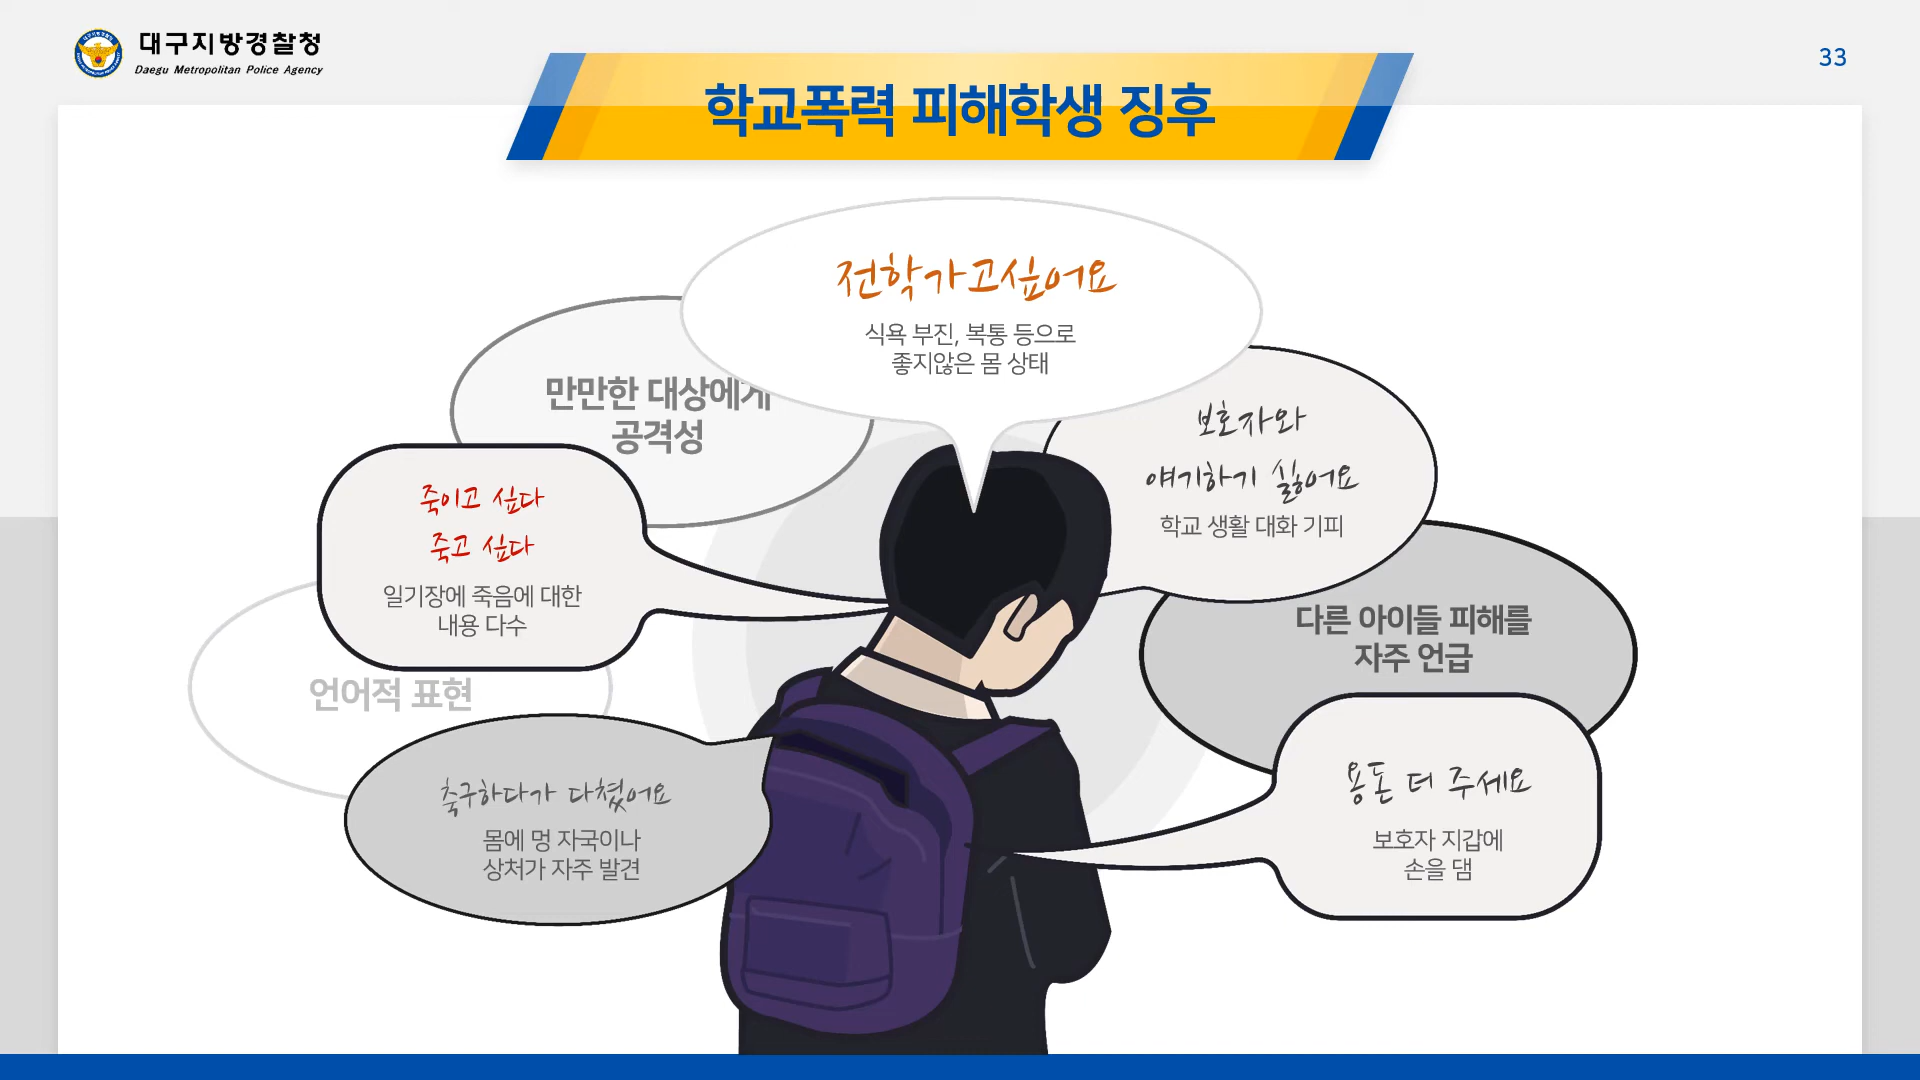 대구지방경찰청
Daegu Metropolitan Police Agency
33
학교폭력 피해학생 징후
전학가고싶어요
식욕 부진, 복통 등으로
좋지않은 몸 상태
만만한 대상에게
공격성
보호자와
얘기하기 싫어요
학교 생활 대화 기피
죽이고 싶다
죽고 싶다
일기장에 죽음에 대한
내용 다수
다른 아이들 피해를
자주 언급
언어적 표현
축구하다가 다쳤어요
몸에 멍 자국이나
상처가 자주 발견
용돈 더 주세요
보호자 지갑에
손을 댐